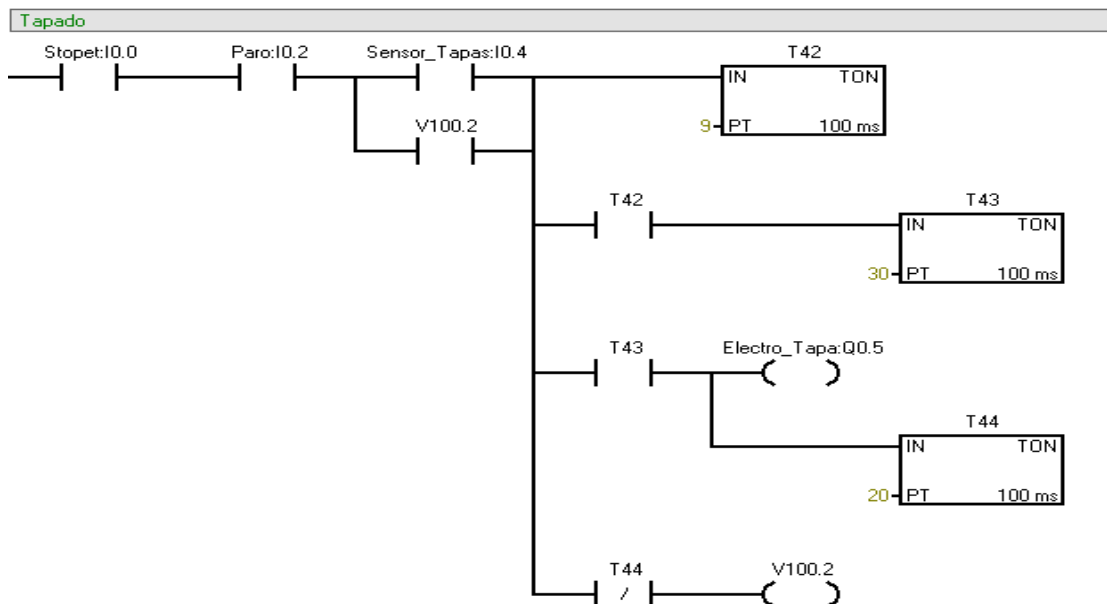 Tapado
Stopet:I0.0 Paro:I0.2 Sensor_Tapas:I0.4 T42
IN TON
9 PT 100 ms
V100.2
T42 T43
IN TON
30 PT 100 ms
T43 Electro_Tapa:Q0.5
T44
IN TON
20 PT 100 ms
T44 V100.2
/